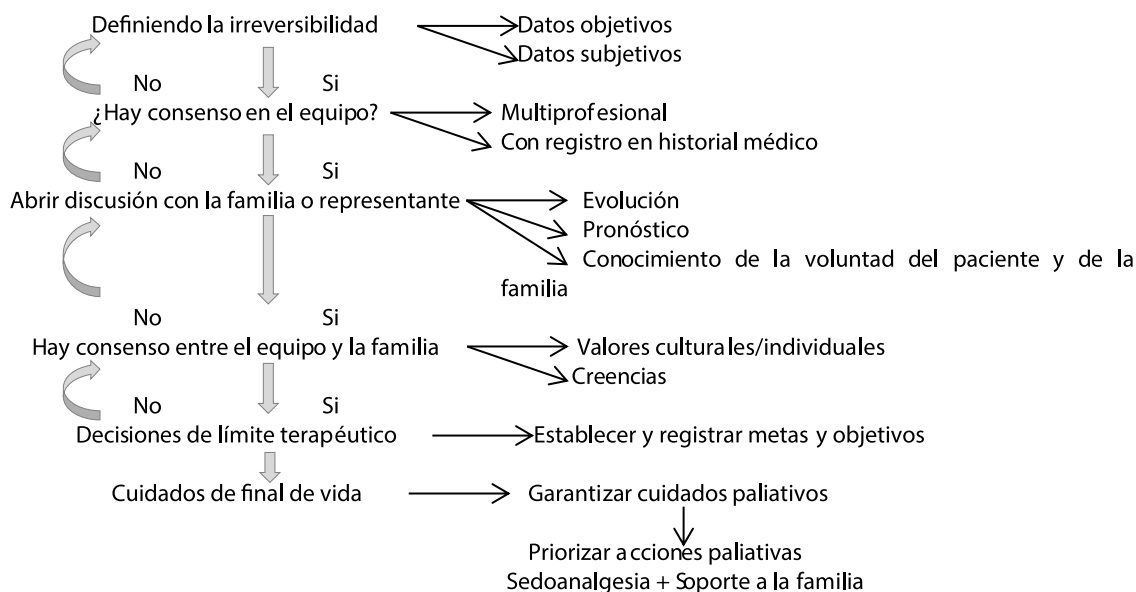 Definiendo la irreversibilidad
Datos objetivos
Datos subjetivos
No Si
¿Hay consenso en el equipo?
Multiprofesional
Con registro en historial médico
No Si
Abrir discusión con la familia o representante
Evolución
Pronóstico
Conocimiento de la voluntad del paciente y de la
familia
No Si
Hay consenso entre el equipo y la familia
Valores culturales/individuales
Creencias
No Si
Decisiones de límite terapéutico
Establecer y registrar metas y objetivos
Cuidados de final de vida
Garantizar cuidados paliativos
Priorizar acciones paliativas
Sedoanalgesia + Soporte a la familia